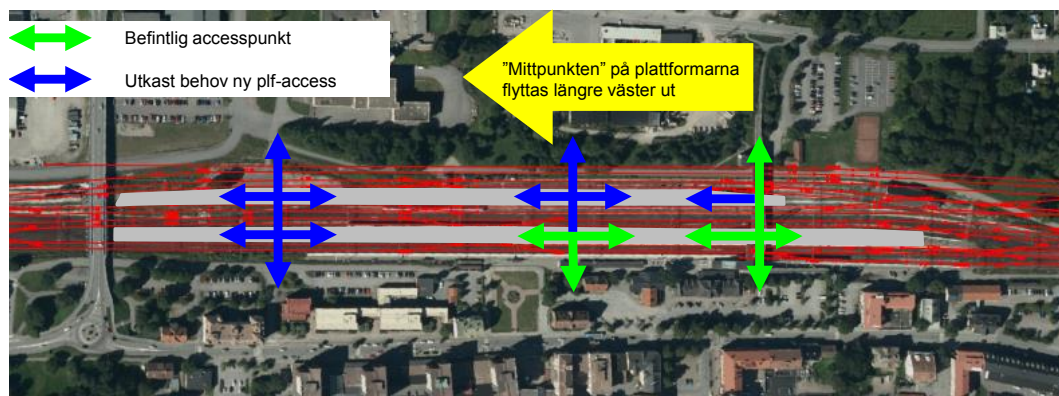 Befintlig accesspunkt
Utkast behov ny plf-access
”Mittpunkten” på plattformarna
flyttas längre väster ut